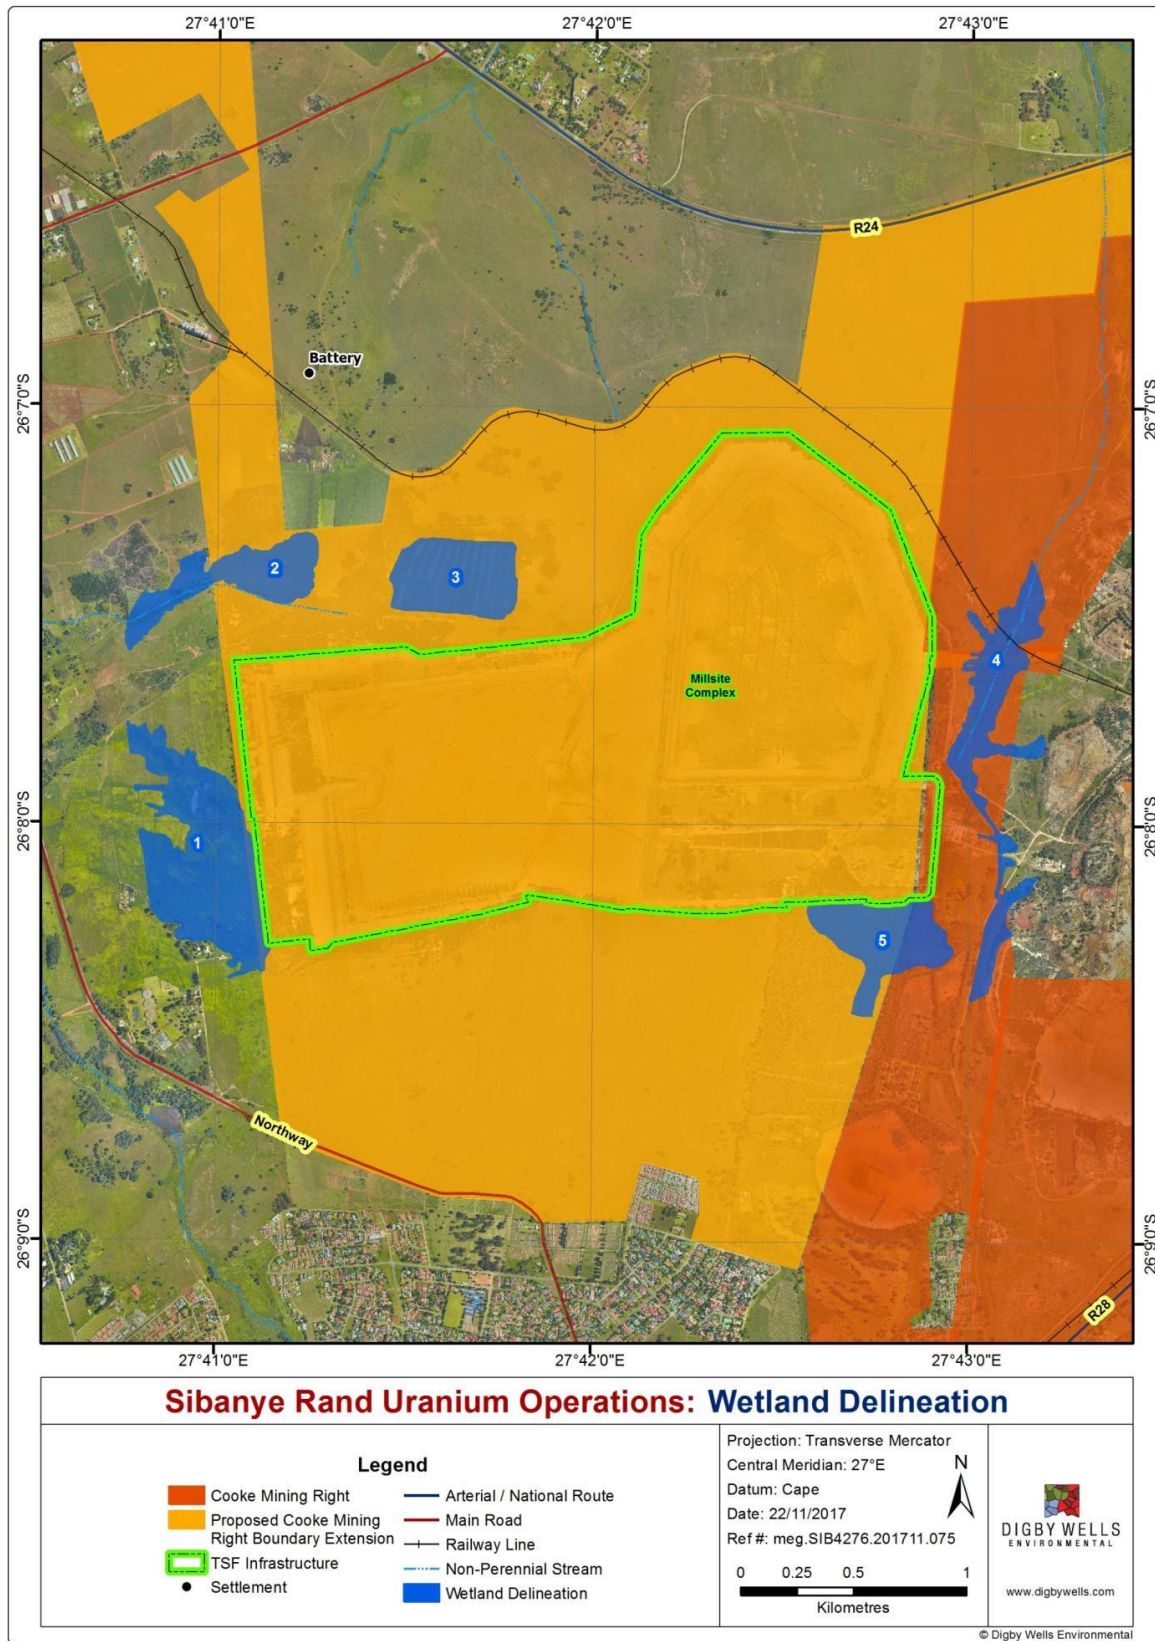 27°41'0"E
27°42'0"E
27°43'0"E
R24
Battery
26°7'0"S
26°7'0"S
2
3
4
Millsite
Complex
26°8'0"S
26°8'0"S
1
5
Northway
26°9'0"S
26°9'0"S
R28
27°41'0"E
27°42'0"E
27°43'0"E
Sibanye Rand Uranium Operations: Wetland Delineation
Legend
Cooke Mining Right
Proposed Cooke Mining
Right Boundary Extension
TSF Infrastructure
Settlement
Arterial / National Route
Main Road
Railway Line
Non-Perennial Stream
Wetland Delineation
Projection: Transverse Mercator
Central Meridian: 27°E
Datum: Cape
Date: 22/11/2017
Ref #: meg.SIB4276.201711.075
N
0 0.25 0.5 1
Kilometres
DIGBY WELLS
ENVIRONMENTAL
www.digbywells.com
© Digby Wells Environmental